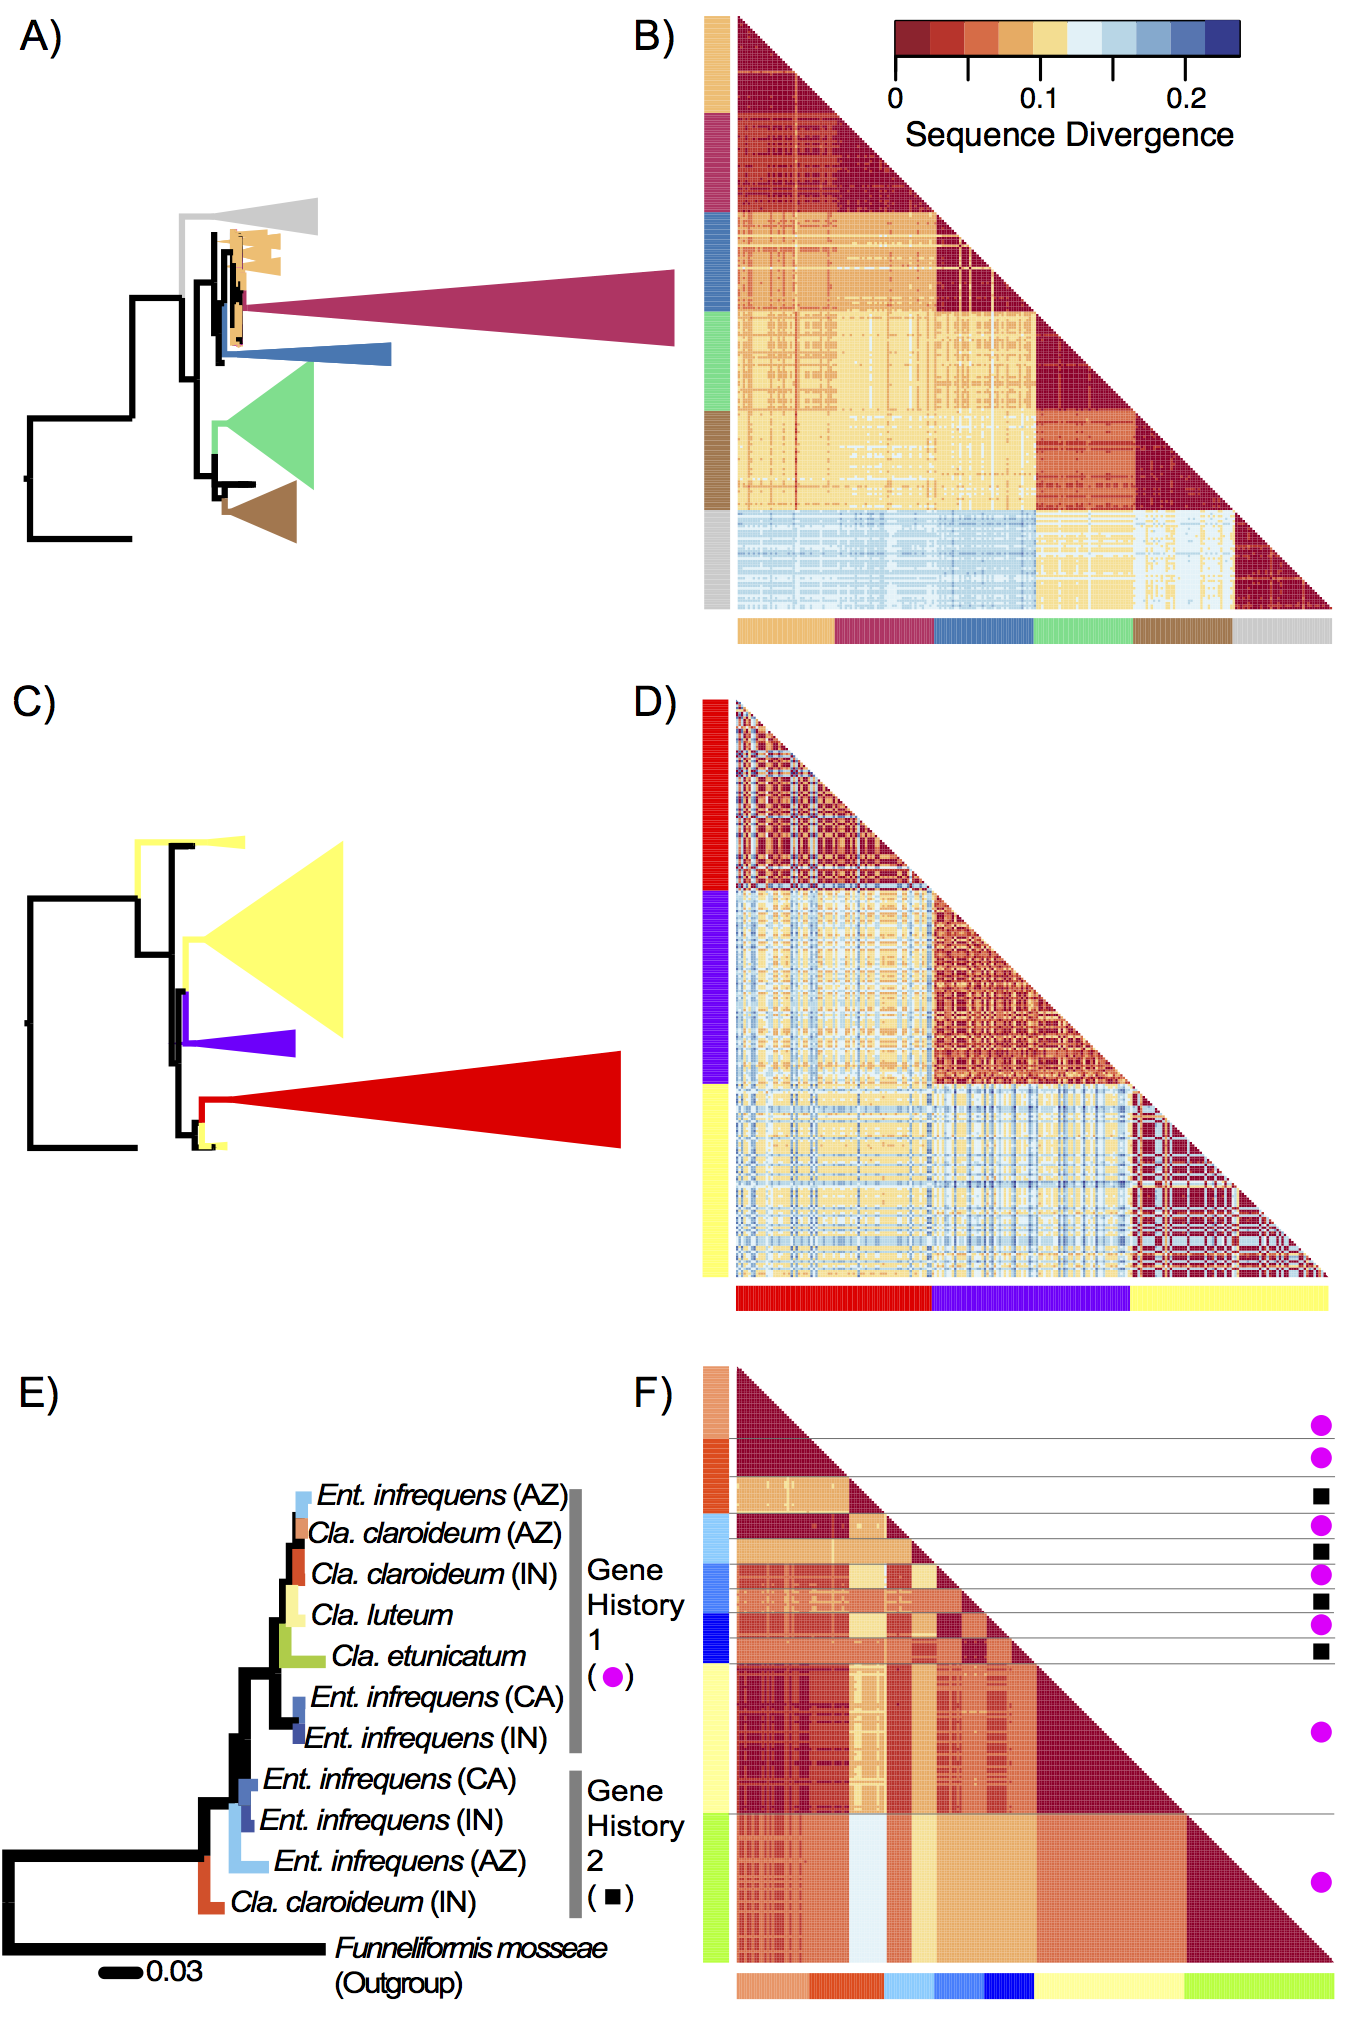 A)
B)
0
0.1
0.2
Sequence Divergence
C)
D)
E)
F)
Ent. infrequens (AZ)
Cla. claroideum (AZ)
Cla. claroideum (IN)
Cla. luteum
Cla. etunicatum
Ent. infrequens (CA)
Ent. infrequens (IN)
Gene
History
1
( )
Ent. infrequens (CA)
Ent. infrequens (IN)
Ent. infrequens (AZ)
Cla. claroideum (IN)
Gene
History
2
( )
Funneliformis mosseae
(Outgroup)
0.03